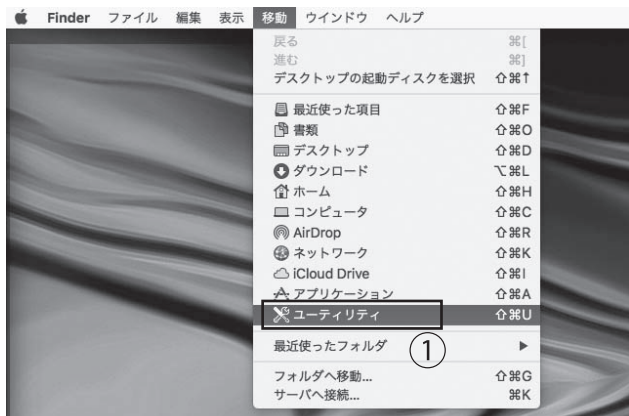 Finder ファイル 編集 表示 移動 ウインドウ ヘルプ
戻る ⌘[
進む ⌘]
デスクトップの起動ディスクを選択 ⇧⌘↑
最近使った項目 ⇧⌘F
書類 ⇧⌘O
デスクトップ ⇧⌘D
ダウンロード ⌥⌘L
ホーム ⇧⌘H
コンピュータ ⇧⌘C
AirDrop ⇧⌘R
ネットワーク ⇧⌘K
iCloud Drive ⇧⌘I
アプリケーション ⇧⌘A
ユーティリティ ⇧⌘U
最近使ったフォルダ ▶
①
フォルダへ移動... ⇧⌘G
サーバへ接続... ⌘K